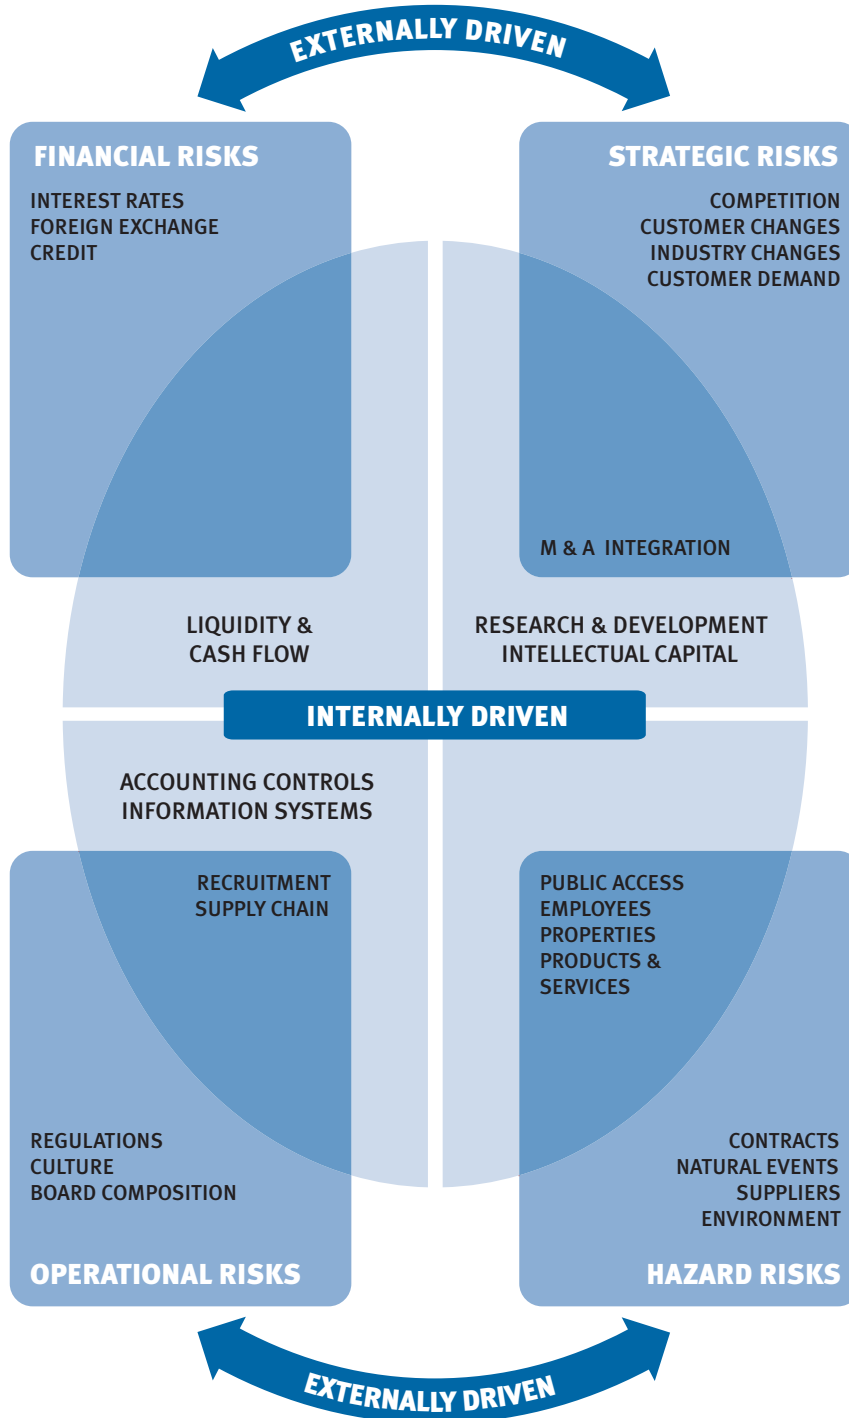 EXTERNALLY DRIVEN
FINANCIAL RISKS
INTEREST RATES
FOREIGN EXCHANGE
CREDIT
STRATEGIC RISKS
COMPETITION
CUSTOMER CHANGES
INDUSTRY CHANGES
CUSTOMER DEMAND
M & A INTEGRATION
LIQUIDITY &
CASH FLOW
RESEARCH & DEVELOPMENT
INTELLECTUAL CAPITAL
INTERNALLY DRIVEN
ACCOUNTING CONTROLS
INFORMATION SYSTEMS
RECRUITMENT
SUPPLY CHAIN
PUBLIC ACCESS
EMPLOYEES
PROPERTIES
PRODUCTS &
SERVICES
REGULATIONS
CULTURE
BOARD COMPOSITION
OPERATIONAL RISKS
CONTRACTS
NATURAL EVENTS
SUPPLIERS
ENVIRONMENT
HAZARD RISKS
EXTERNALLY DRIVEN